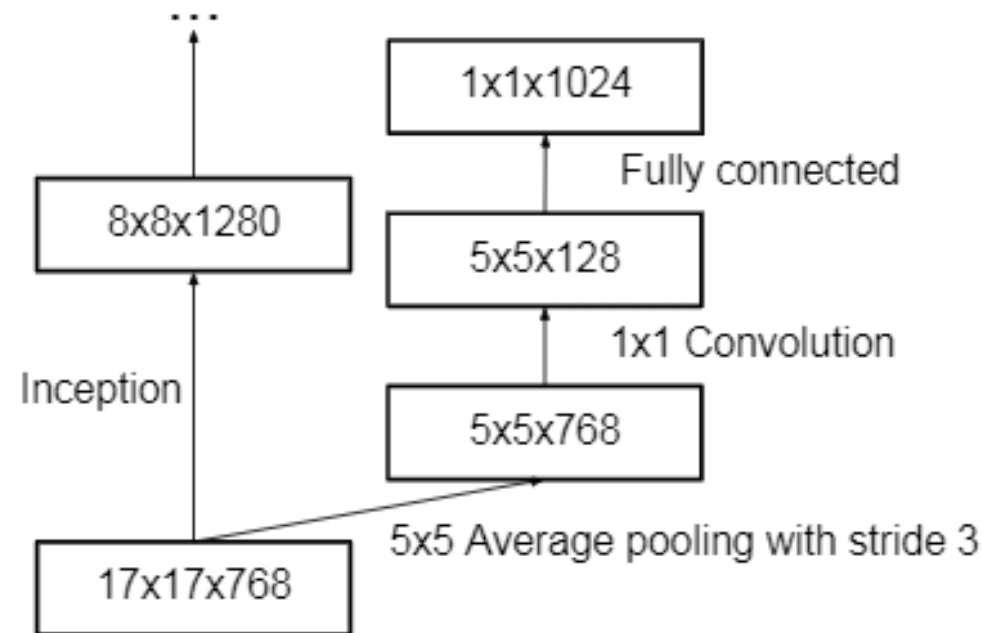 ...
1x1x1024
Fully connected
8x8x1280
5x5x128
1x1 Convolution
Inception
5x5x768
5x5 Average pooling with stride 3
17x17x768